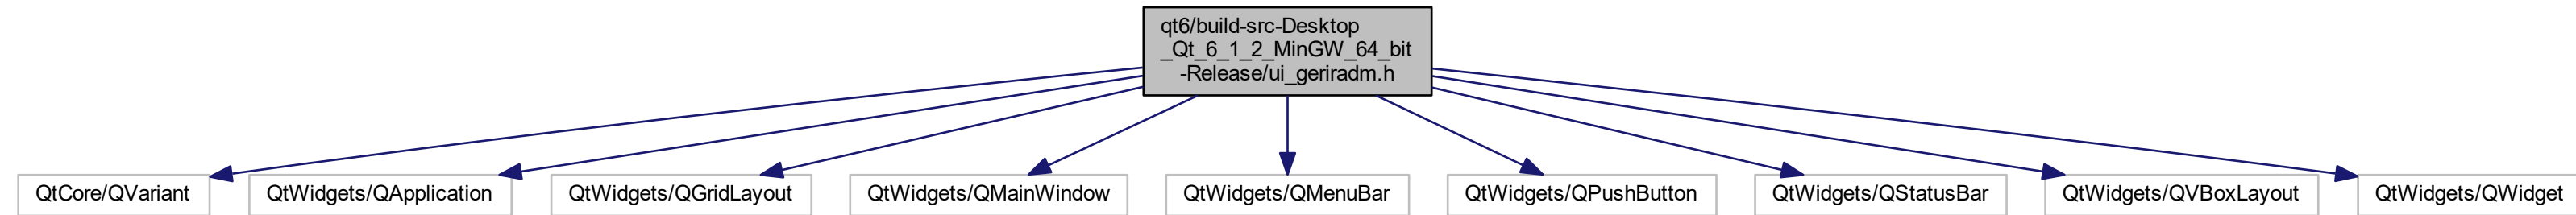 qt6/build-src-Desktop
_Qt_6_1_2_MinGW_64_bit
-Release/ui_geriradm.h
QtCore/QVariant
QtWidgets/QApplication
QtWidgets/QGridLayout
QtWidgets/QMainWindow
QtWidgets/QMenuBar
QtWidgets/QPushButton
QtWidgets/QStatusBar
QtWidgets/QVBoxLayout
QtWidgets/QWidget